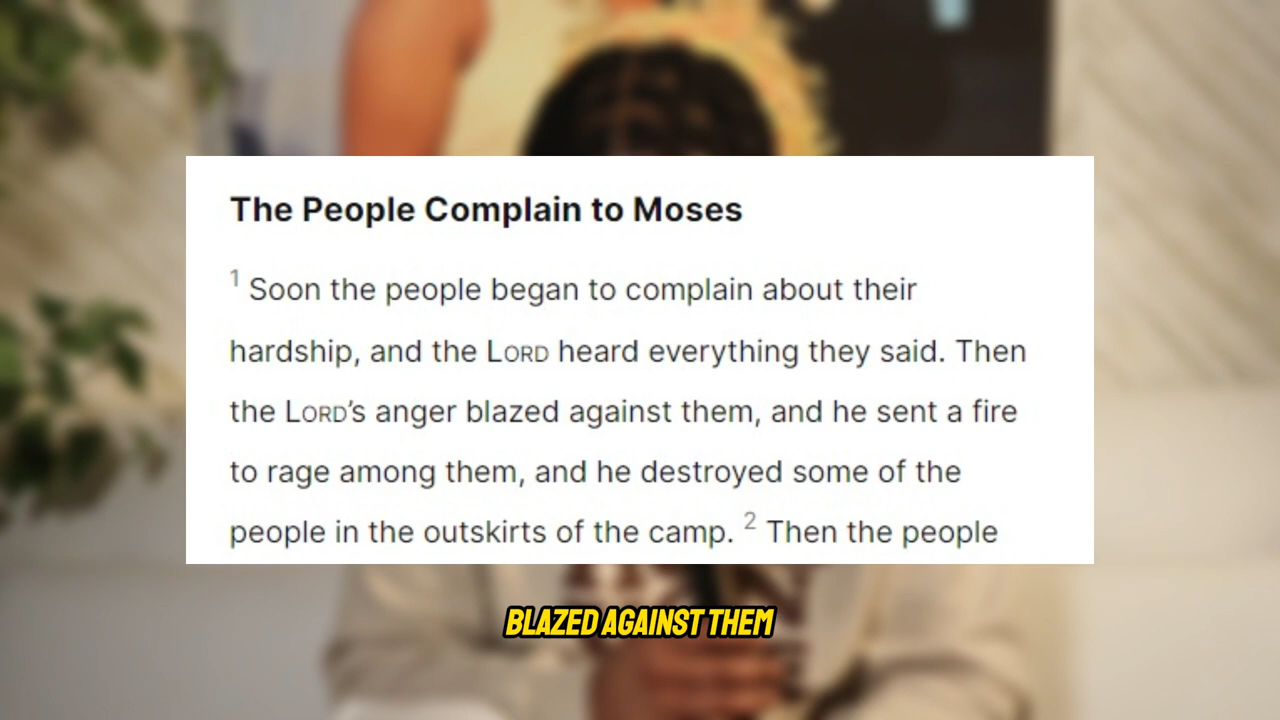 The People Complain to Moses
1 Soon the people began to complain about their
hardship, and the LORD heard everything they said. Then
the LORD’s anger blazed against them, and he sent a fire
to rage among them, and he destroyed some of the
people in the outskirts of the camp. 2 Then the people
BLAZED AGAINST THEM